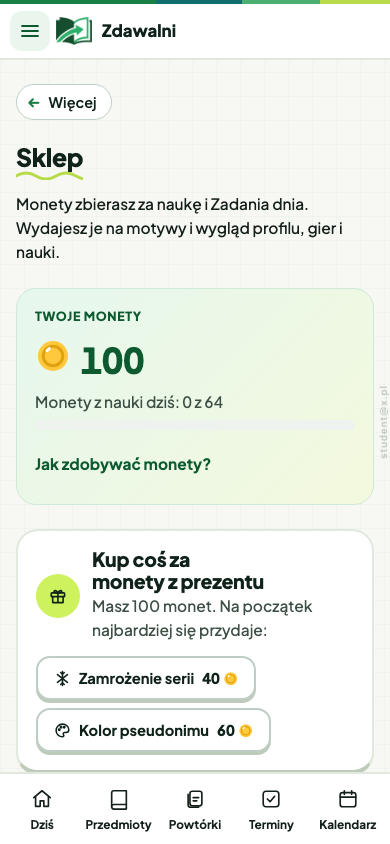 Zdawalni
Więcej
Sklep
Monety zbierasz za naukę i Zadania dnia.
Wydajesz je na motywy i wygląd profilu, gier i
nauki.
TWOJE MONETY
100
Monety z nauki dziś: 0 z 64
Jak zdobywać monety?
student@x.pl
Kup coś za
monety z prezentu
Masz 100 monet. Na początek
najbardziej się przydaje:
Zamrożenie serii 40
Kolor pseudonimu 60
Dziś Przedmioty Powtórki Terminy Kalendarz